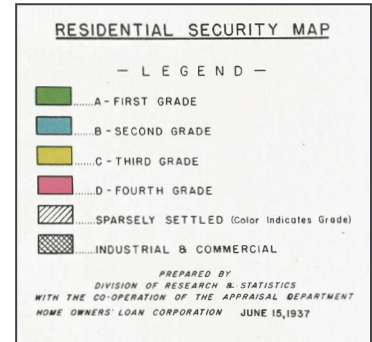 RESIDENTIAL SECURITY MAP
— LEGEND —
A - FIRST GRADE
B - SECOND GRADE
C - THIRD GRADE
D - FOURTH GRADE
SPARSELY SETTLED (Color Indicates Grade)
INDUSTRIAL & COMMERCIAL
PREPARED BY
DIVISION OF RESEARCH & STATISTICS
WITH THE CO-OPERATION OF THE APPRAISAL DEPARTMENT
HOME OWNERS' LOAN CORPORATION JUNE 15,1937